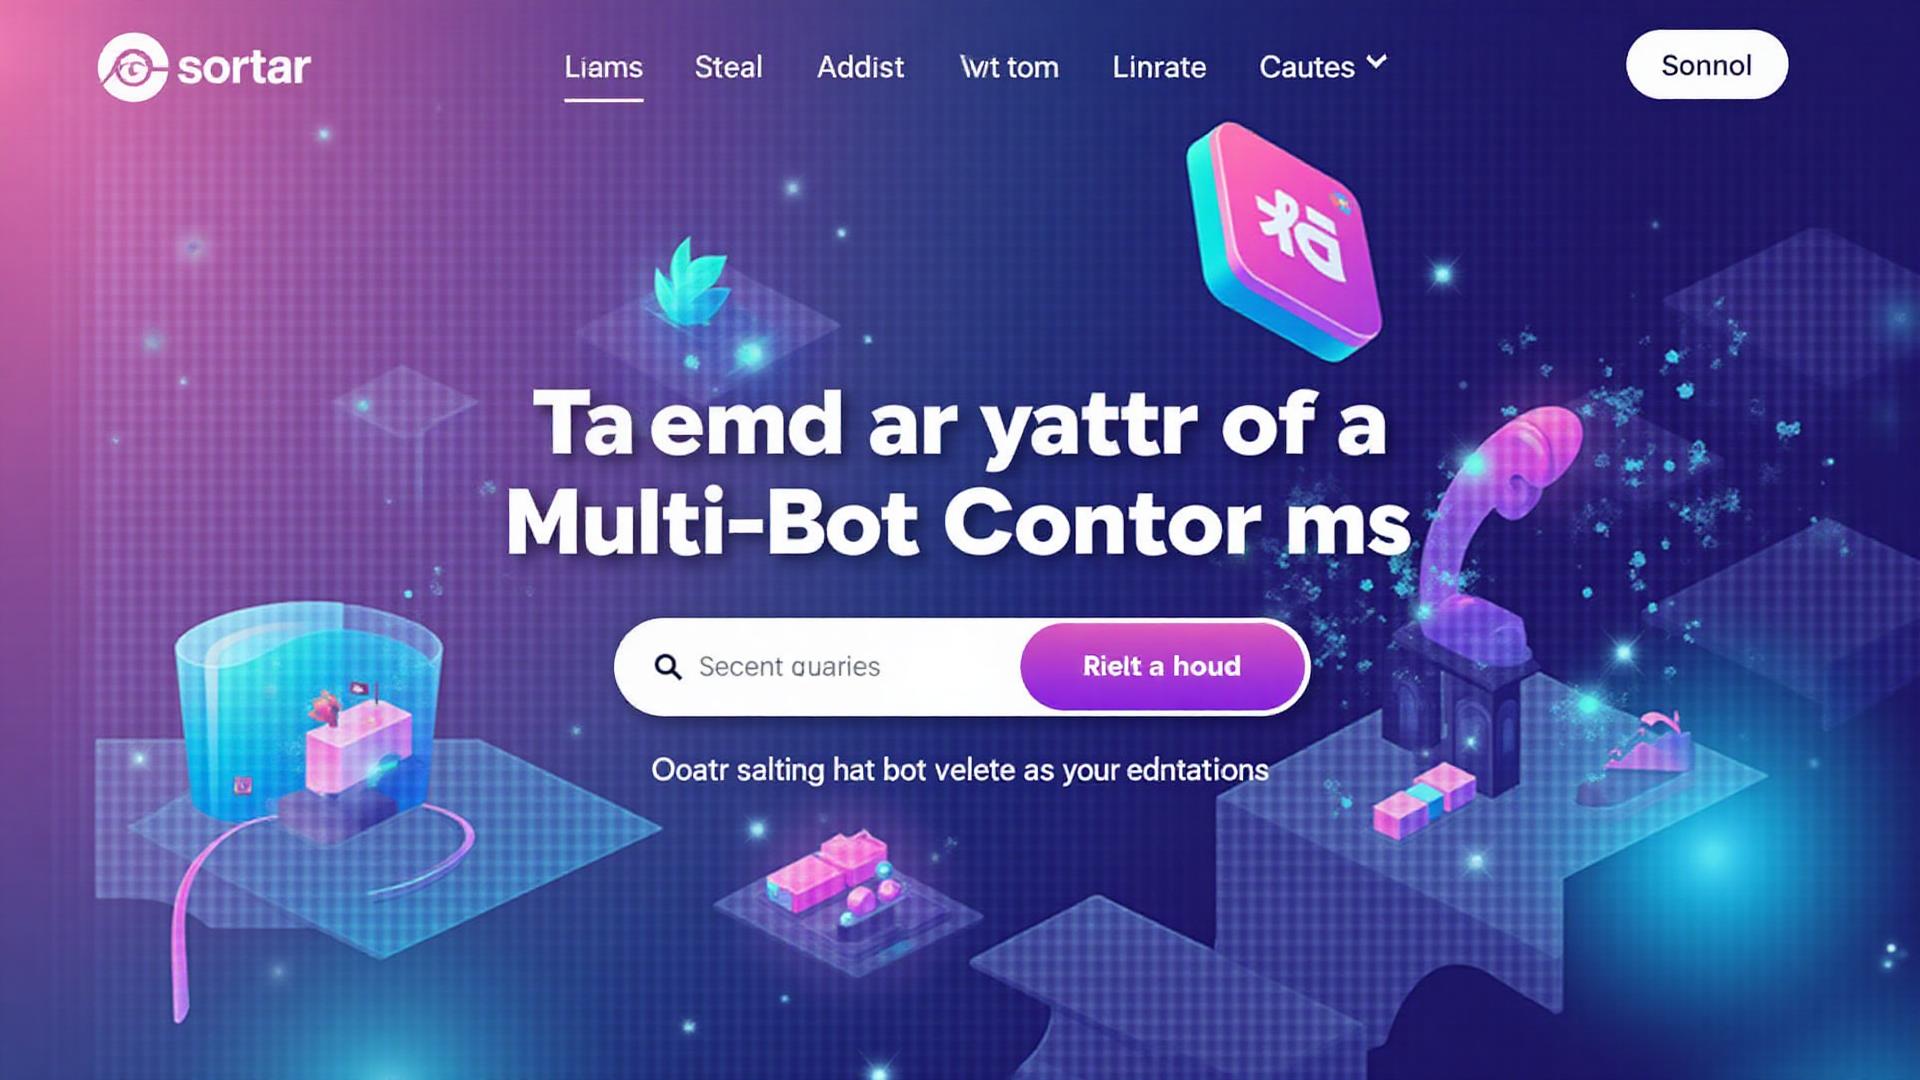 sortar
Liams Steal Addist Wt tom Linrate Cautes
Sonnol
Ta emd ar yattr of a
Multi-Bot Contor ms
Secent quaries
Rielt a houd
Ooatr salting hat bot velete as your edntations